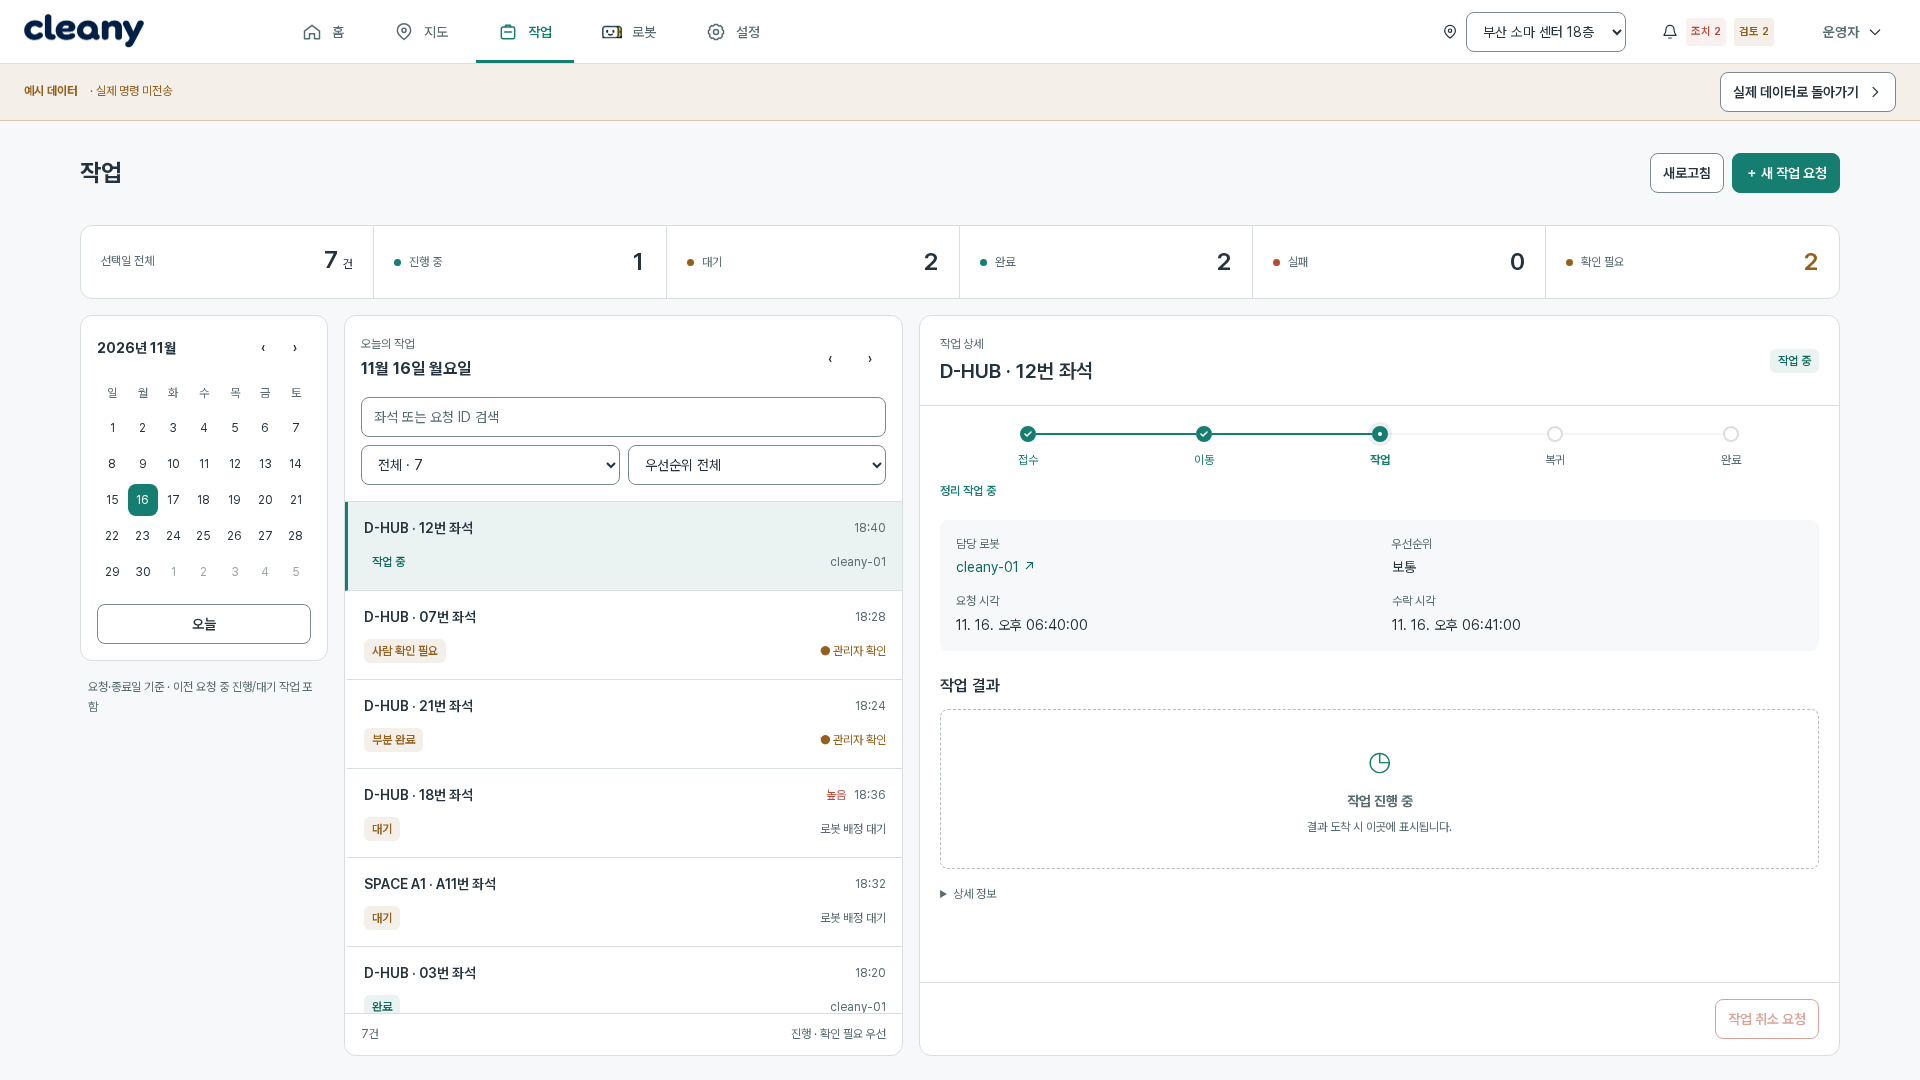 cleany
홈
지도
작업
로봇
설정
부산 소마 센터 18층
조치 2
검토 2
운영자
예시 데이터 · 실제 명령 미전송
실제 데이터로 돌아가기
작업
새로고침
+ 새 작업 요청
선택일 전체 7 건
진행 중 1
대기 2
완료 2
실패 0
확인 필요 2
2026년 11월 ‹ ›
일 월 화 수 목 금 토
1 2 3 4 5 6 7
8 9 10 11 12 13 14
15 16 17 18 19 20 21
22 23 24 25 26 27 28
29 30 1 2 3 4 5
오늘
요청·종료일 기준 · 이전 요청 중 진행/대기 작업 포
함
오늘의 작업
11월 16일 월요일 ‹ ›
좌석 또는 요청 ID 검색
전체 · 7
우선순위 전체
D-HUB · 12번 좌석 18:40
작업 중 cleany-01
D-HUB · 07번 좌석 18:28
사람 확인 필요 관리자 확인
D-HUB · 21번 좌석 18:24
부분 완료 관리자 확인
D-HUB · 18번 좌석 높음 18:36
대기 로봇 배정 대기
SPACE A1 · A11번 좌석 18:32
대기 로봇 배정 대기
D-HUB · 03번 좌석 18:20
완료 cleany-01
7건 진행 · 확인 필요 우선
작업 상세
D-HUB · 12번 좌석
작업 중
접수 이동 작업 복귀 완료
정리 작업 중
담당 로봇 우선순위
cleany-01 ↗ 보통
요청 시각 수락 시각
11. 16. 오후 06:40:00 11. 16. 오후 06:41:00
작업 결과
작업 진행 중
결과 도착 시 이곳에 표시됩니다.
▶ 상세 정보
작업 취소 요청